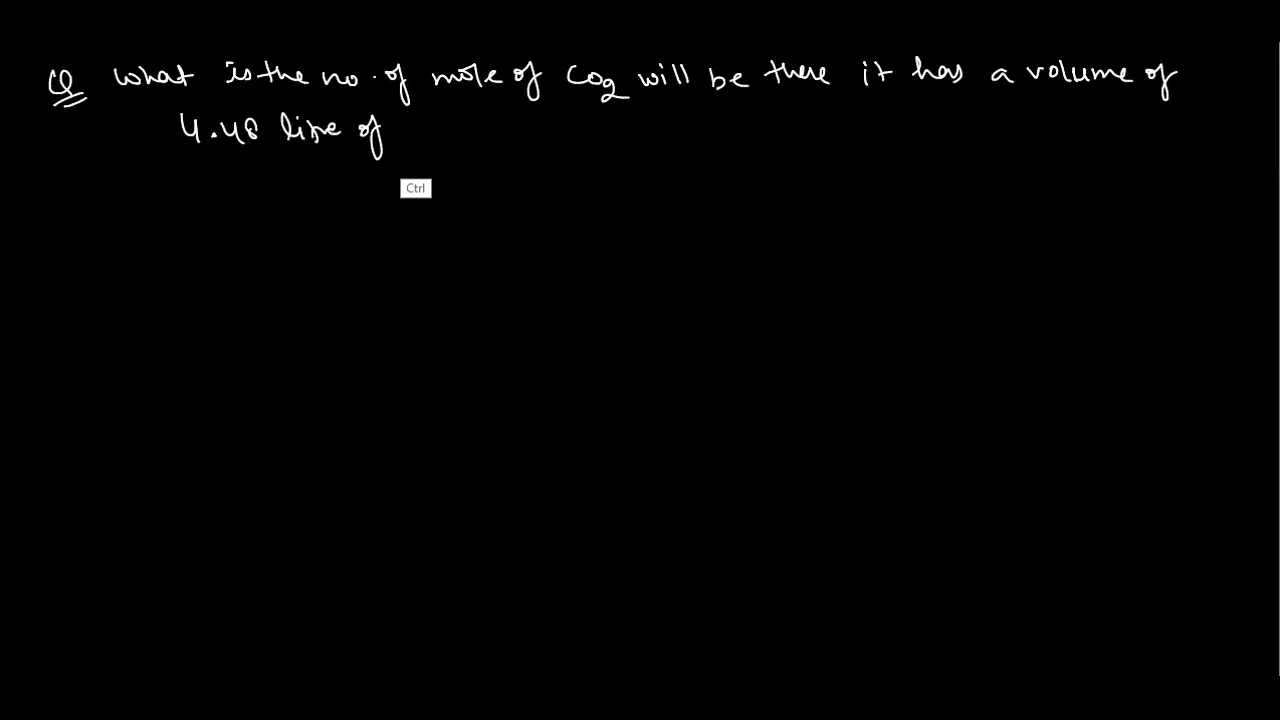 Q What is the no. of mole of CO2 will be there it has a volume of
4.48 litre of
Ctrl